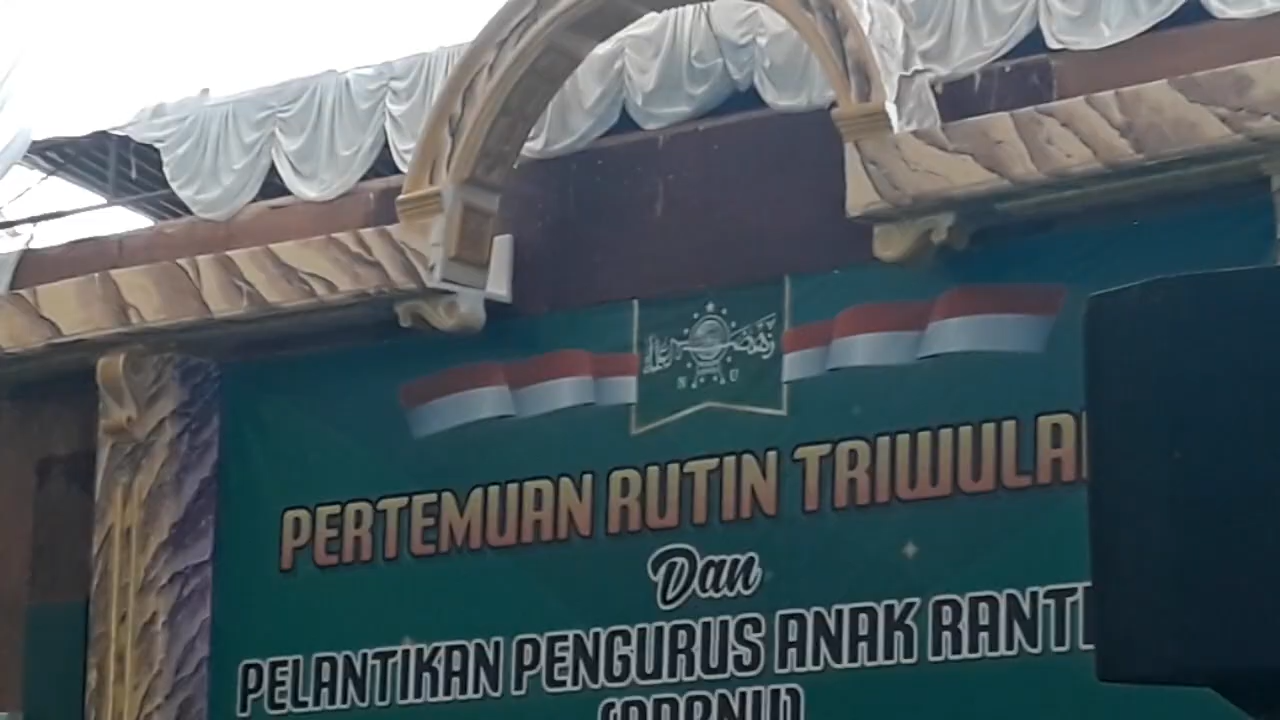 N U
PERTEMUAN RUTIN TRIWULA
Dan
PELANTIKAN PENGURUS ANAK RANT